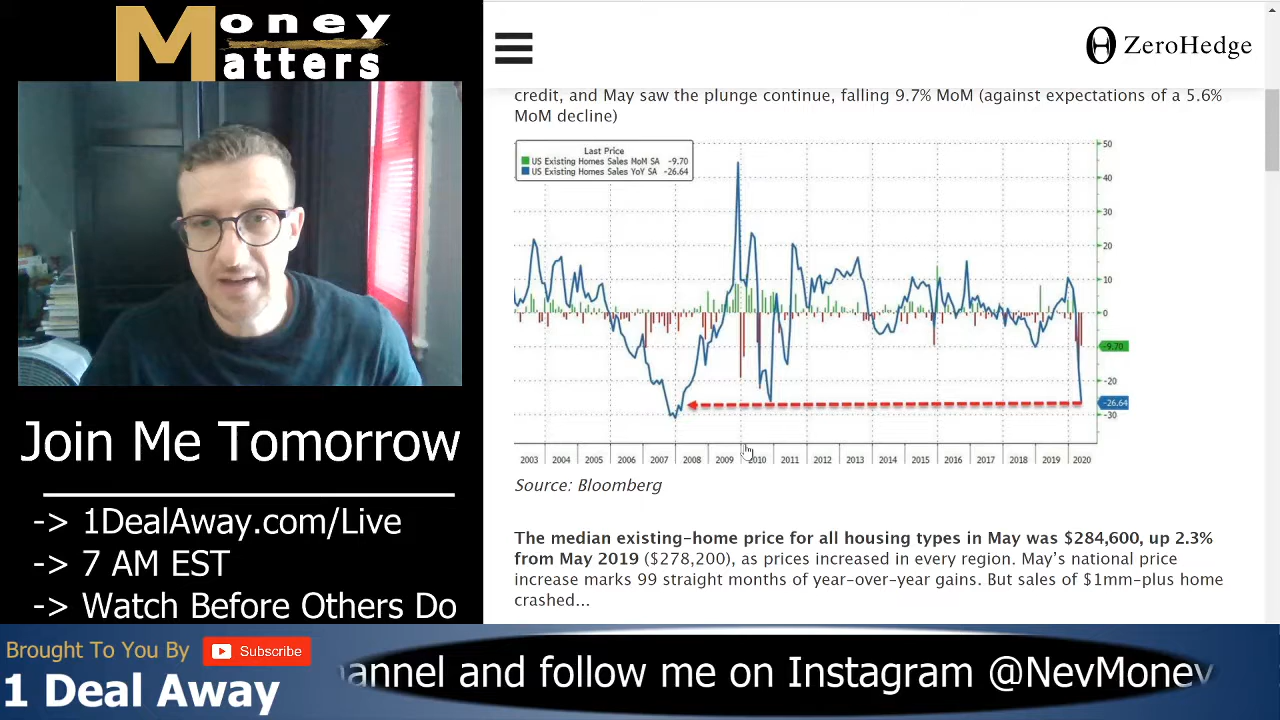 Money
Matters
ZeroHedge
credit, and May saw the plunge continue, falling 9.7% MoM (against expectations of a 5.6%
MoM decline)
Last Price
US Existing Homes Sales MoM SA -9.70
US Existing Homes Sales YoY SA -26.64
50
40
30
20
10
0
-9.70
-20
-26.64
-30
2003 2004 2005 2006 2007 2008 2009 2010 2011 2012 2013 2014 2015 2016 2017 2018 2019 2020
Source: Bloomberg
The median existing-home price for all housing types in May was $284,600, up 2.3%
from May 2019 ($278,200), as prices increased in every region. May's national price
increase marks 99 straight months of year-over-year gains. But sales of $1mm-plus home
crashed...
Join Me Tomorrow
-> 1DealAway.com/Live
-> 7 AM EST
-> Watch Before Others Do
Brought To You By
Subscribe
1 Deal Away
annel and follow me on Instagram @NevMoney